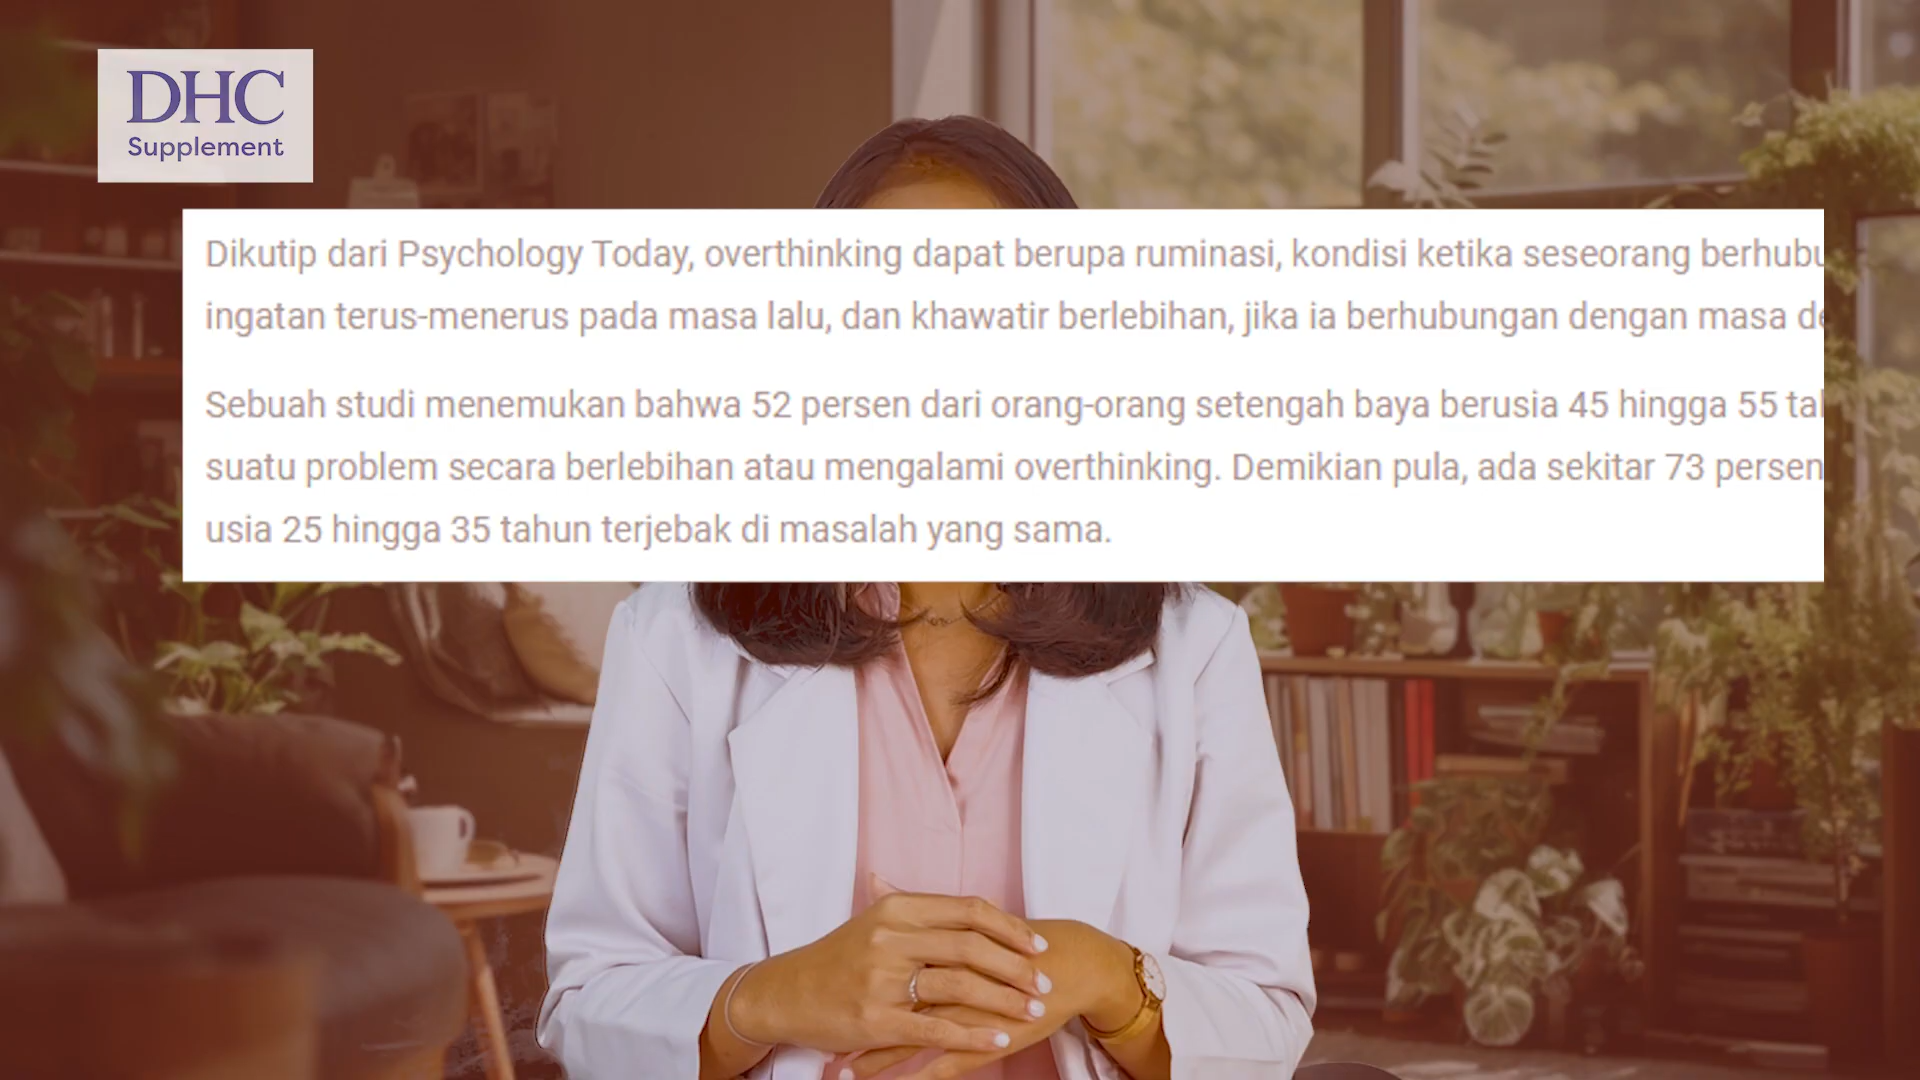 DHC
Supplement
Dikutip dari Psychology Today, overthinking dapat berupa ruminasi, kondisi ketika seseorang
ingatan terus-menerus pada masa lalu, dan khawatir berlebihan, jika ia berhubungan dengan masa
Sebuah studi menemukan bahwa 52 persen dari orang-orang setengah baya berusia 45 hingga 55
suatu problem secara berlebihan atau mengalami overthinking. Demikian pula, ada sekitar 73 persen
usia 25 hingga 35 tahun terjebak di masalah yang sama.